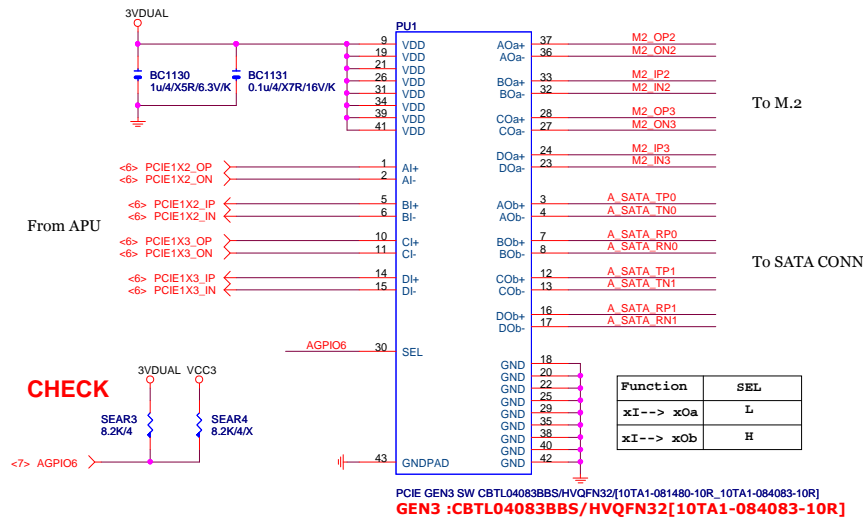 3VDUAL
PU1
BC1130
1u/4/X5R/6.3V/K
BC1131
0.1u/4/X7R/16V/K
9 VDD
19 VDD
21 VDD
26 VDD
31 VDD
34 VDD
39 VDD
41 VDD
AOa+ 37 M2_OP2
AOa- 36 M2_ON2
BOa+ 33 M2_IP2
BOa- 32 M2_IN2
COa+ 28 M2_OP3
COa- 27 M2_ON3
DOa+ 24 M2_IP3
DOa- 23 M2_IN3
To M.2
From APU
<6> PCIE1X2_OP 1 AI+
<6> PCIE1X2_ON 2 AI-
<6> PCIE1X2_IP 5 BI+
<6> PCIE1X2_IN 6 BI-
<6> PCIE1X3_OP 10 CI+
<6> PCIE1X3_ON 11 CI-
<6> PCIE1X3_IP 14 DI+
<6> PCIE1X3_IN 15 DI-
AOb+ 3 A_SATA_TP0
AOb- 4 A_SATA_TN0
BOb+ 7 A_SATA_RP0
BOb- 8 A_SATA_RN0
COb+ 12 A_SATA_TP1
COb- 13 A_SATA_TN1
DOb+ 16 A_SATA_RP1
DOb- 17 A_SATA_RN1
To SATA CONN
AGPIO6 30 SEL
CHECK
3VDUAL VCC3
SEAR3
8.2K/4
SEAR4
8.2K/4/X
<7> AGPIO6
43 GNDPAD
GND 18
GND 20
GND 22
GND 25
GND 29
GND 35
GND 38
GND 40
GND 42
Function SEL
xI--> xOa L
xI--> xOb H
PCIE GEN3 SW CBTL04083BBS/HVQFN32/[10TA1-081480-10R_10TA1-084083-10R]
GEN3 :CBTL04083BBS/HVQFN32[10TA1-084083-10R]